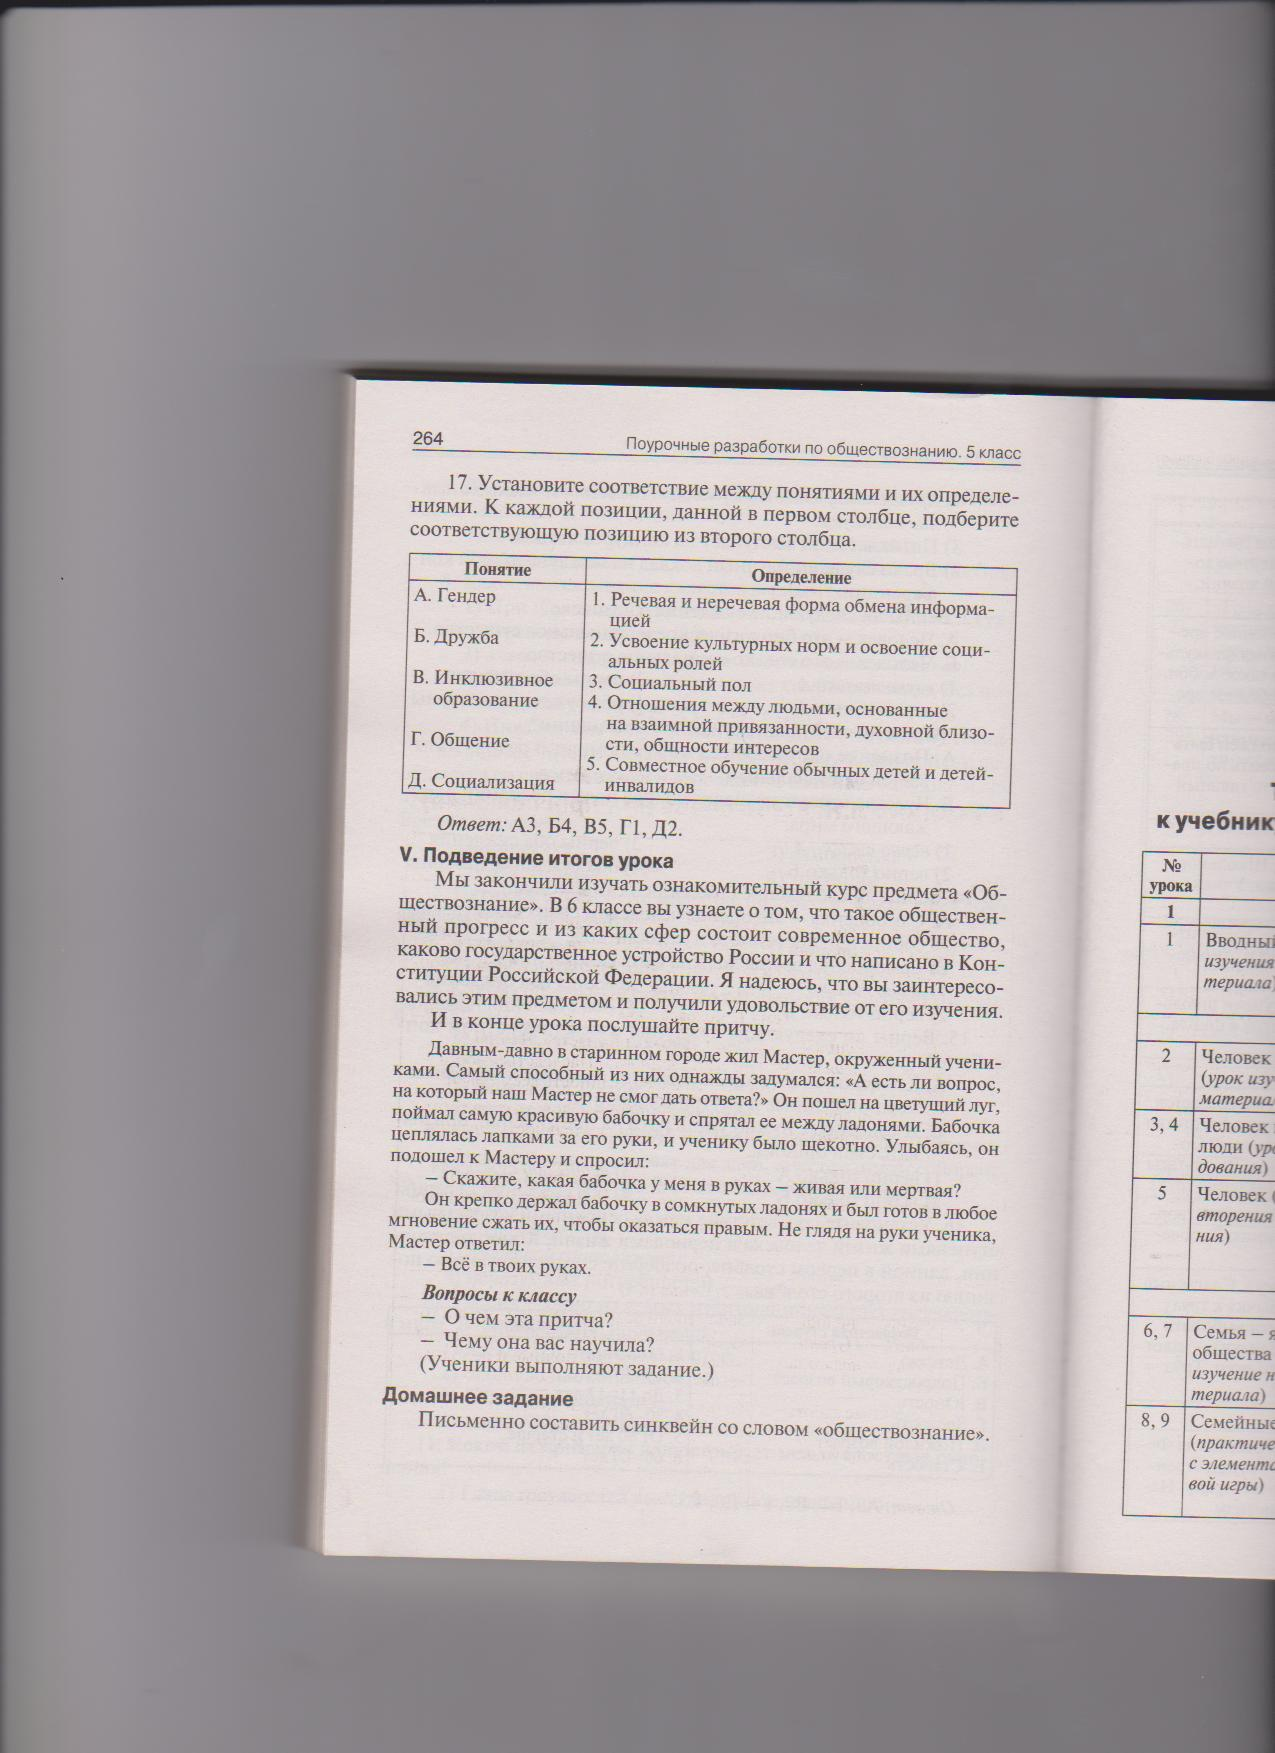 264
Поурочные разработки по обществознанию. 5 класс
17. Установите соответствие между понятиями и их определе-
ниями. К каждой позиции, данной в первом столбце, подберите
соответствующую позицию из второго столбца.
Понятие
Определение
А. Гендер
Б. Дружба
В. Инклюзивное
образование
Г. Общение
Д. Социализация
1. Речевая и неречевая форма обмена информа-
цией
2. Усвоение культурных норм и освоение соци-
альных ролей
3. Социальный пол
4. Отношения между людьми, основанные
на взаимной привязанности, духовной близо-
сти, общности интересов
5. Совместное обучение обычных детей и детей-
инвалидов
Ответ: А3, Б4, В5, Г1, Д2.
V. Подведение итогов урока
Мы закончили изучать ознакомительный курс предмета «Об-
ществознание». В 6 классе вы узнаете о том, что такое обществен-
ный прогресс и из каких сфер состоит современное общество,
каково государственное устройство России и что написано в Кон-
ституции Российской Федерации. Я надеюсь, что вы заинтересо-
вались этим предметом и получили удовольствие от его изучения.
И в конце урока послушайте притчу.
Давным-давно в старинном городе жил Мастер, окруженный учени-
ками. Самый способный из них однажды задумался: «А есть ли вопрос,
на который наш Мастер не смог дать ответа?» Он пошел на цветущий луг,
поймал самую красивую бабочку и спрятал ее между ладонями. Бабочка
цеплялась лапками за его руки, и ученику было щекотно. Улыбаясь, он
подошел к Мастеру и спросил:
– Скажите, какая бабочка у меня в руках – живая или мертвая?
Он крепко держал бабочку в сомкнутых ладонях и был готов в любое
мгновение сжать их, чтобы оказаться правым. Не глядя на руки ученика,
Мастер ответил:
– Всё в твоих руках.
Вопросы к классу
– О чем эта притча?
– Чему она вас научила?
(Ученики выполняют задание.)
Домашнее задание
Письменно составить синквейн со словом «обществознание».
к учебник
№
урока
1
1
Вводный
изучения
териала)
2
Человек
(урок изу
материал
3, 4
Человек
люди (ур
дования)
5
Человек (
вторения
ния)
6, 7
Семья – я
общества
изучение н
териала)
8, 9
Семейные
(практиче
с элемента
вой игры)